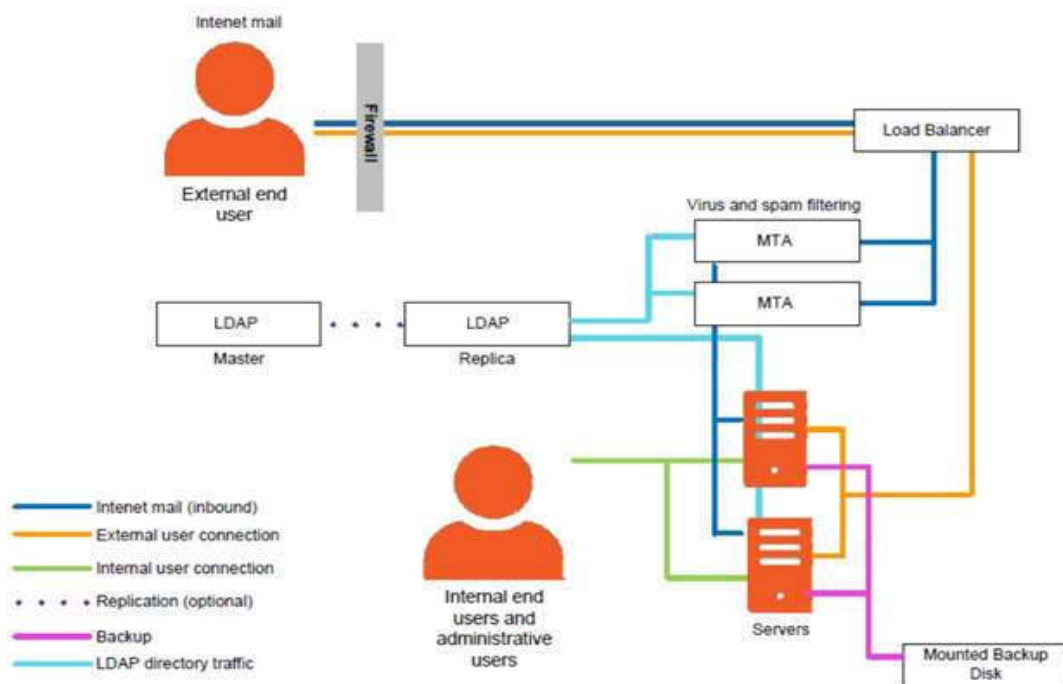 Intenet mail
Firewall
Load Balancer
External end
user
Virus and spam filtering
MTA
MTA
LDAP
LDAP
Master
Replica
Intenet mail (inbound)
External user connection
Internal user connection
Replication (optional)
Backup
LDAP directory traffic
Internal end
users and
administrative
users
Servers
Mounted Backup
Disk